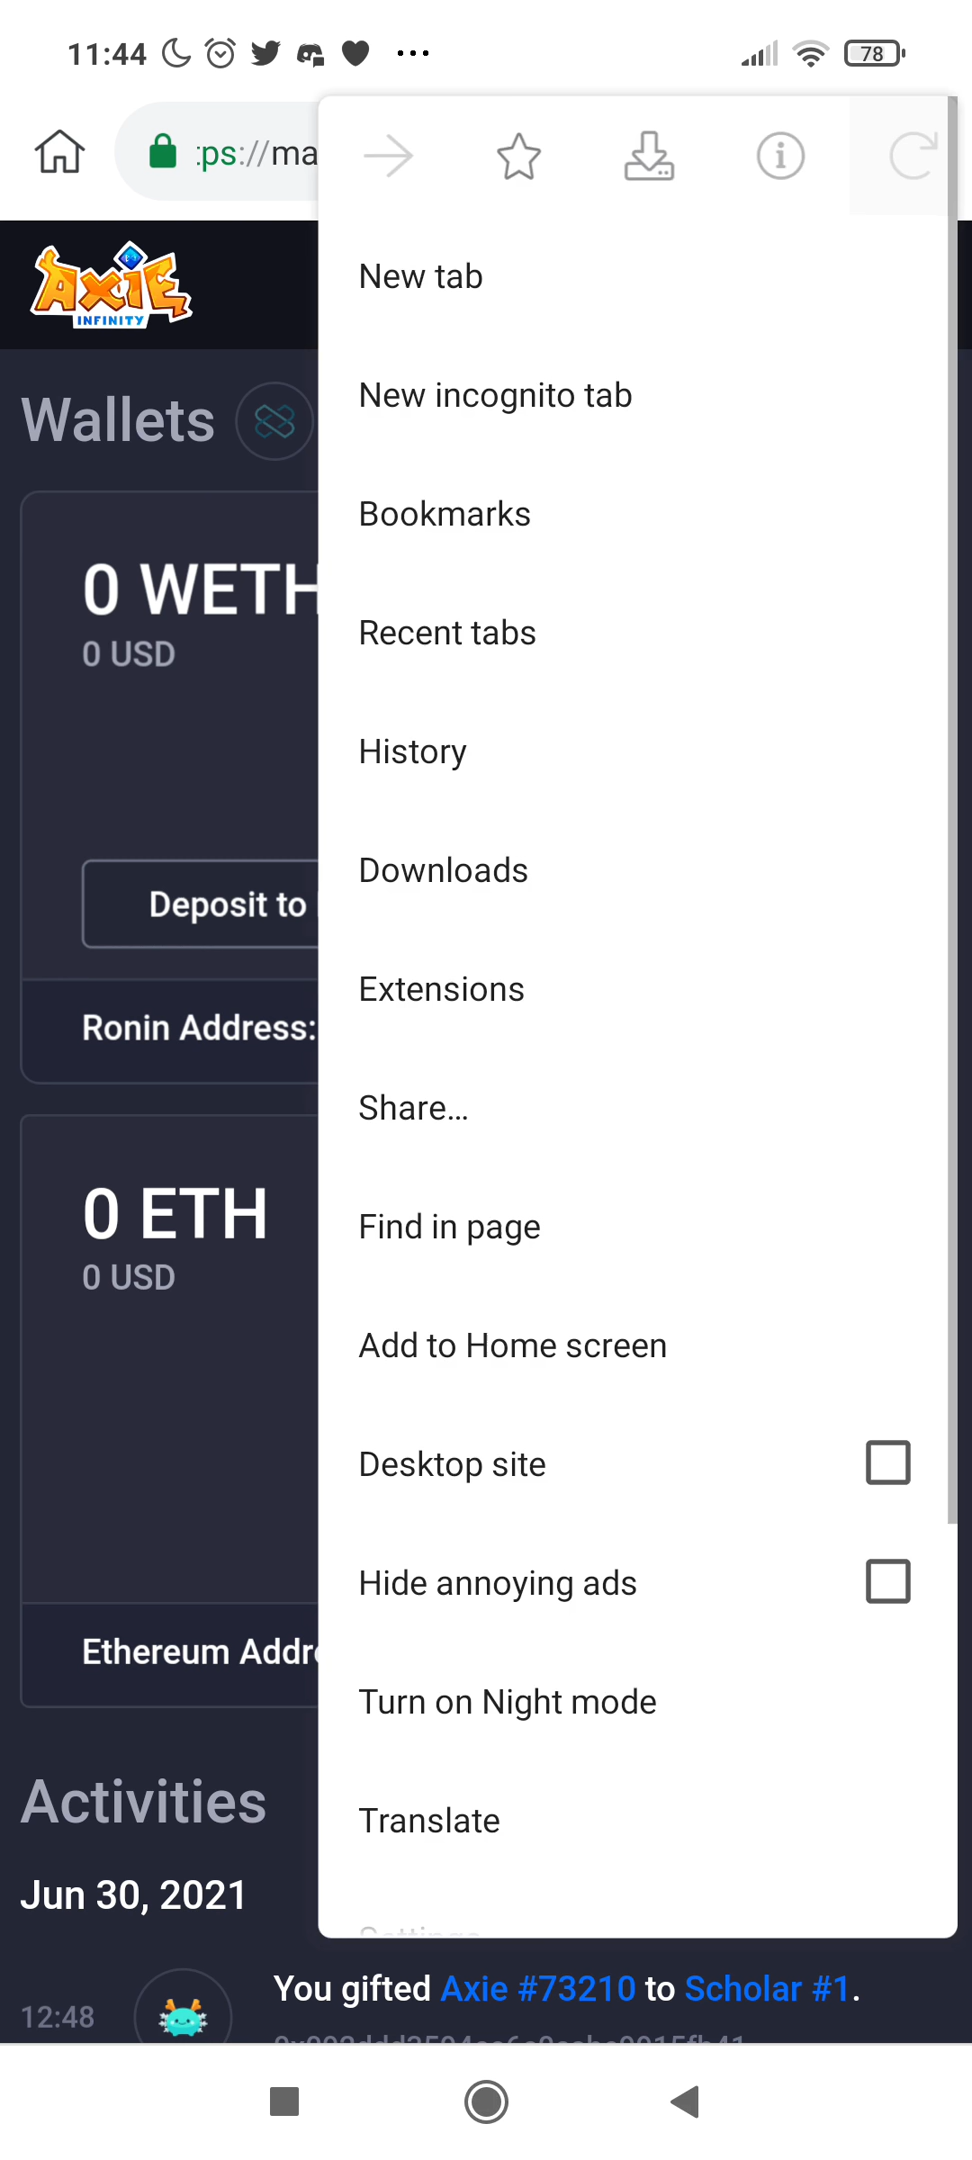 11:44
78
ps://ma
AXIE
INFINITY
New tab
New incognito tab
Wallets
Bookmarks
0 WETH
0 USD
Recent tabs
History
Downloads
Deposit to
Extensions
Ronin Address:
Share...
0 ETH
0 USD
Find in page
Add to Home screen
Desktop site
Hide annoying ads
Ethereum Addre
Turn on Night mode
Activities
Translate
Jun 30, 2021
Settings
You gifted Axie #73210 to Scholar #1.
12:48